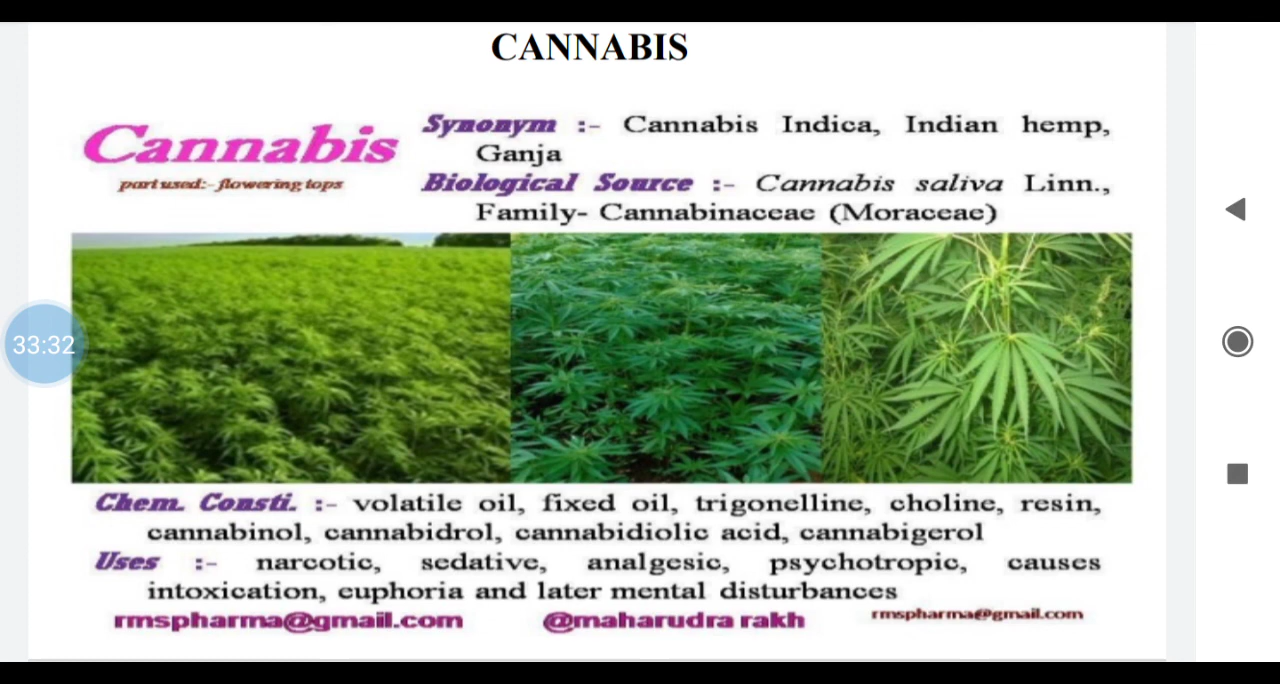 CANNABIS
Cannabis
part used:- flowering tops
Synonym :- Cannabis Indica, Indian hemp,
Ganja
Biological Source :- Cannabis saliva Linn.,
Family- Cannabinaceae (Moraceae)
33:32
Chem. Consti. :- volatile oil, fixed oil, trigonelline, choline, resin,
cannabinol, cannabidrol, cannabidiolic acid, cannabigerol
Uses :- narcotic, sedative, analgesic, psychotropic, causes
intoxication, euphoria and later mental disturbances
rmspharma@gmail.com @maharudra rakh rmspharma@gmail.com